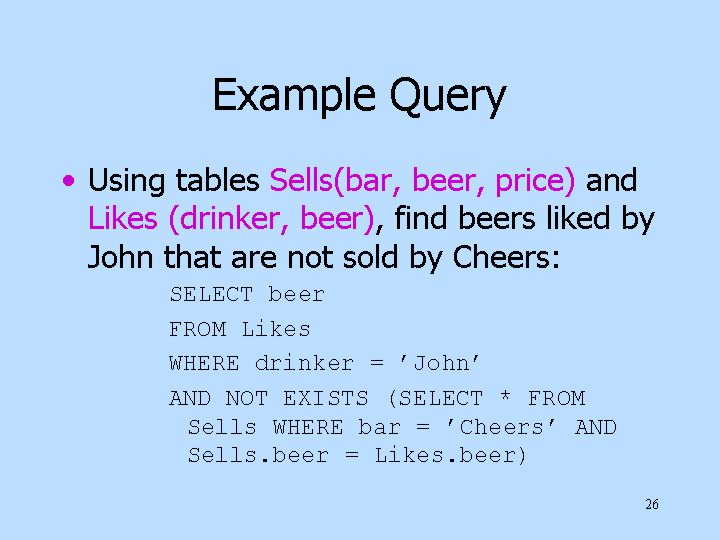 Example Query
• Using tables Sells(bar, beer, price) and
Likes (drinker, beer), find beers liked by
John that are not sold by Cheers:
SELECT beer
FROM Likes
WHERE drinker = ’John’
AND NOT EXISTS (SELECT * FROM
Sells WHERE bar = ’Cheers’ AND
Sells.beer = Likes.beer)
26